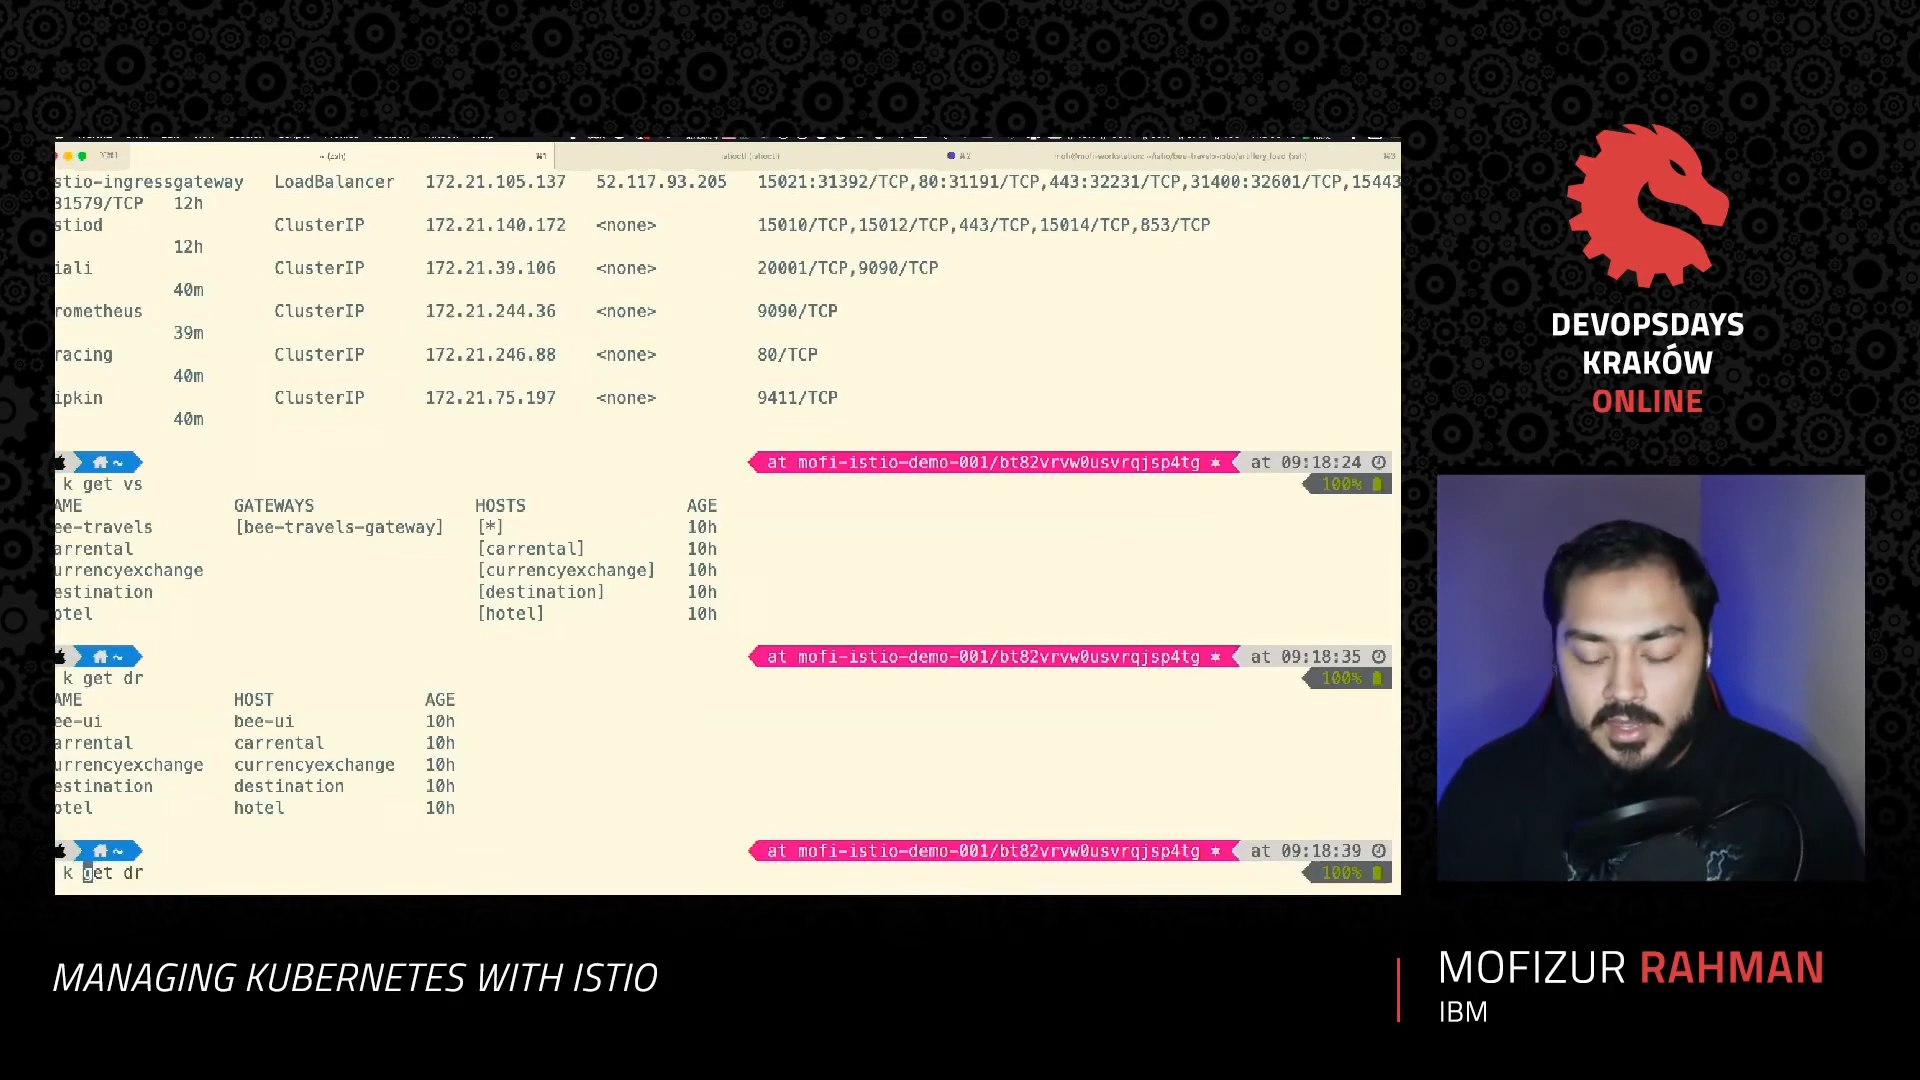 ~ (zsh)
⌘1
istioctl (istioctl)
⌘2
⌘3
stio-ingressgateway LoadBalancer 172.21.105.137 52.117.93.205 15021:31392/TCP,80:31191/TCP,443:32231/TCP,31400:32601/TCP,15443
31579/TCP 12h
stiod ClusterIP 172.21.140.172 <none> 15010/TCP,15012/TCP,443/TCP,15014/TCP,853/TCP
12h
iali ClusterIP 172.21.39.106 <none> 20001/TCP,9090/TCP
40m
rometheus ClusterIP 172.21.244.36 <none> 9090/TCP
39m
racing ClusterIP 172.21.246.88 <none> 80/TCP
40m
ipkin ClusterIP 172.21.75.197 <none> 9411/TCP
40m
~ at mofi-istio-demo-001/bt82vrvw0usvrqjsp4tg at 09:18:24
k get vs 100%
AME GATEWAYS HOSTS AGE
ee-travels [bee-travels-gateway] [*] 10h
arrental [carrental] 10h
urrencyexchange [currencyexchange] 10h
estination [destination] 10h
otel [hotel] 10h
~ at mofi-istio-demo-001/bt82vrvw0usvrqjsp4tg at 09:18:35
k get dr 100%
AME HOST AGE
ee-ui bee-ui 10h
arrental carrental 10h
urrencyexchange currencyexchange 10h
estination destination 10h
otel hotel 10h
~ at mofi-istio-demo-001/bt82vrvw0usvrqjsp4tg at 09:18:39
k get dr 100%
DEVOPSDAYS
KRAKÓW
ONLINE
MANAGING KUBERNETES WITH ISTIO
MOFIZUR RAHMAN
IBM